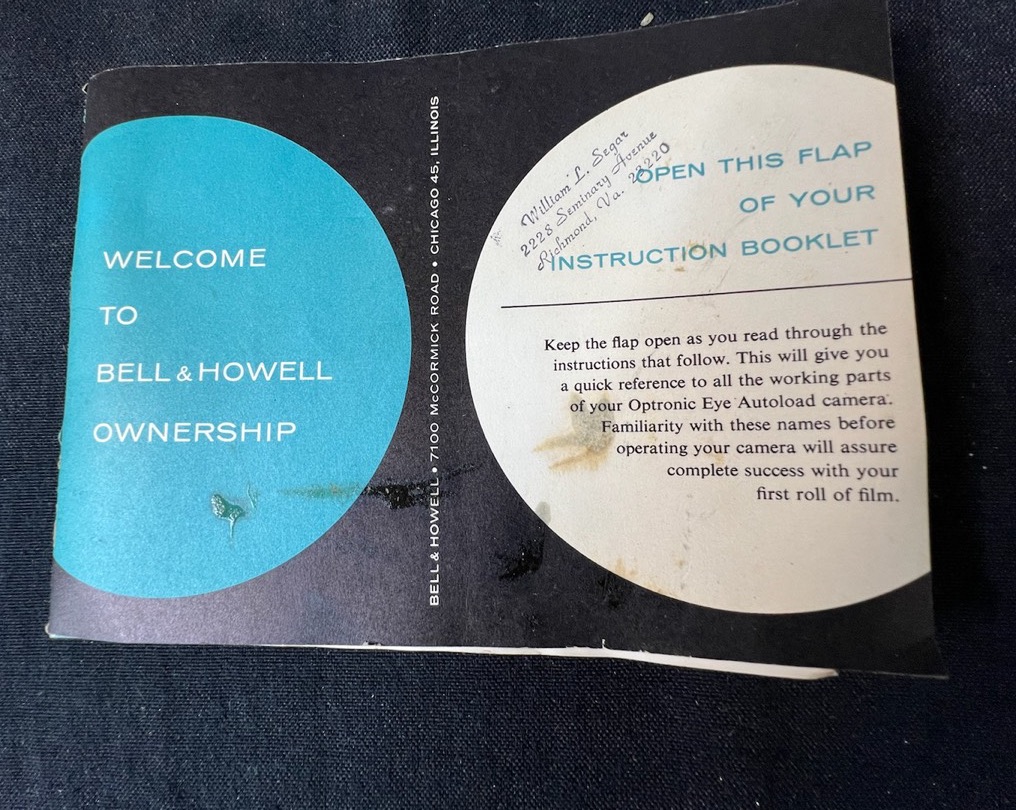 WELCOME
TO
BELL & HOWELL
OWNERSHIP
BELL & HOWELL • 7100 McCORMICK ROAD • CHICAGO 45, ILLINOIS
William L. Segar
2228 Seminary Avenue
Richmond, Va. 23220
OPEN THIS FLAP
OF YOUR
INSTRUCTION BOOKLET
Keep the flap open as you read through the
instructions that follow. This will give you
a quick reference to all the working parts
of your Optronic Eye Autoload camera.
Familiarity with these names before
operating your camera will assure
complete success with your
first roll of film.